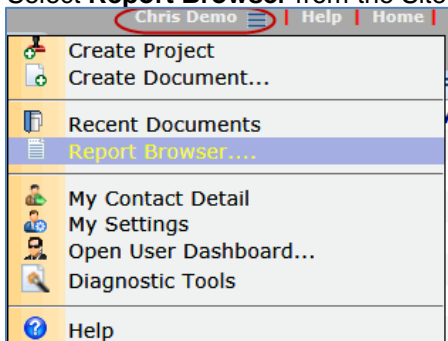 Select Report Browser from the Site
Chris Demo | Help | Home |
Create Project
Create Document...
Recent Documents
Report Browser....
My Contact Detail
My Settings
Open User Dashboard...
Diagnostic Tools
Help